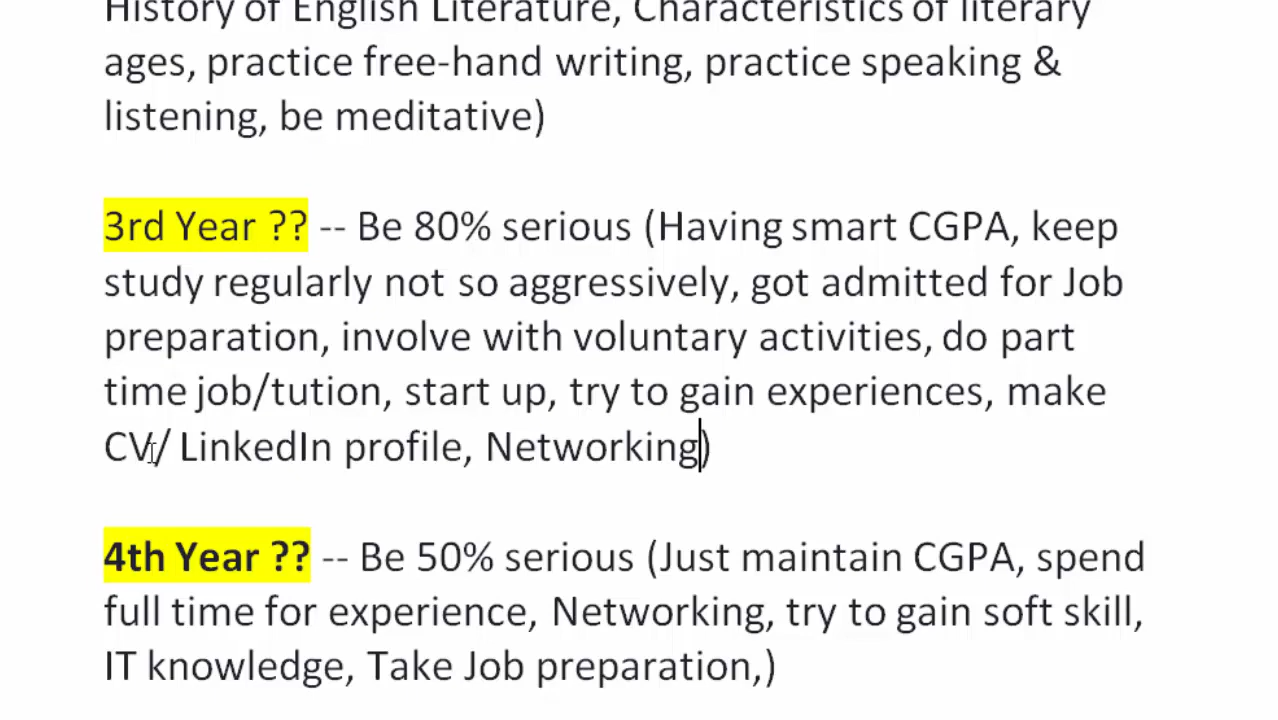 History of English Literature, Characteristics of literary
ages, practice free-hand writing, practice speaking &
listening, be meditative)
3rd Year ?? -- Be 80% serious (Having smart CGPA, keep
study regularly not so aggressively, got admitted for Job
preparation, involve with voluntary activities, do part
time job/tution, start up, try to gain experiences, make
CV/ LinkedIn profile, Networking)
4th Year ?? -- Be 50% serious (Just maintain CGPA, spend
full time for experience, Networking, try to gain soft skill,
IT knowledge, Take Job preparation,)